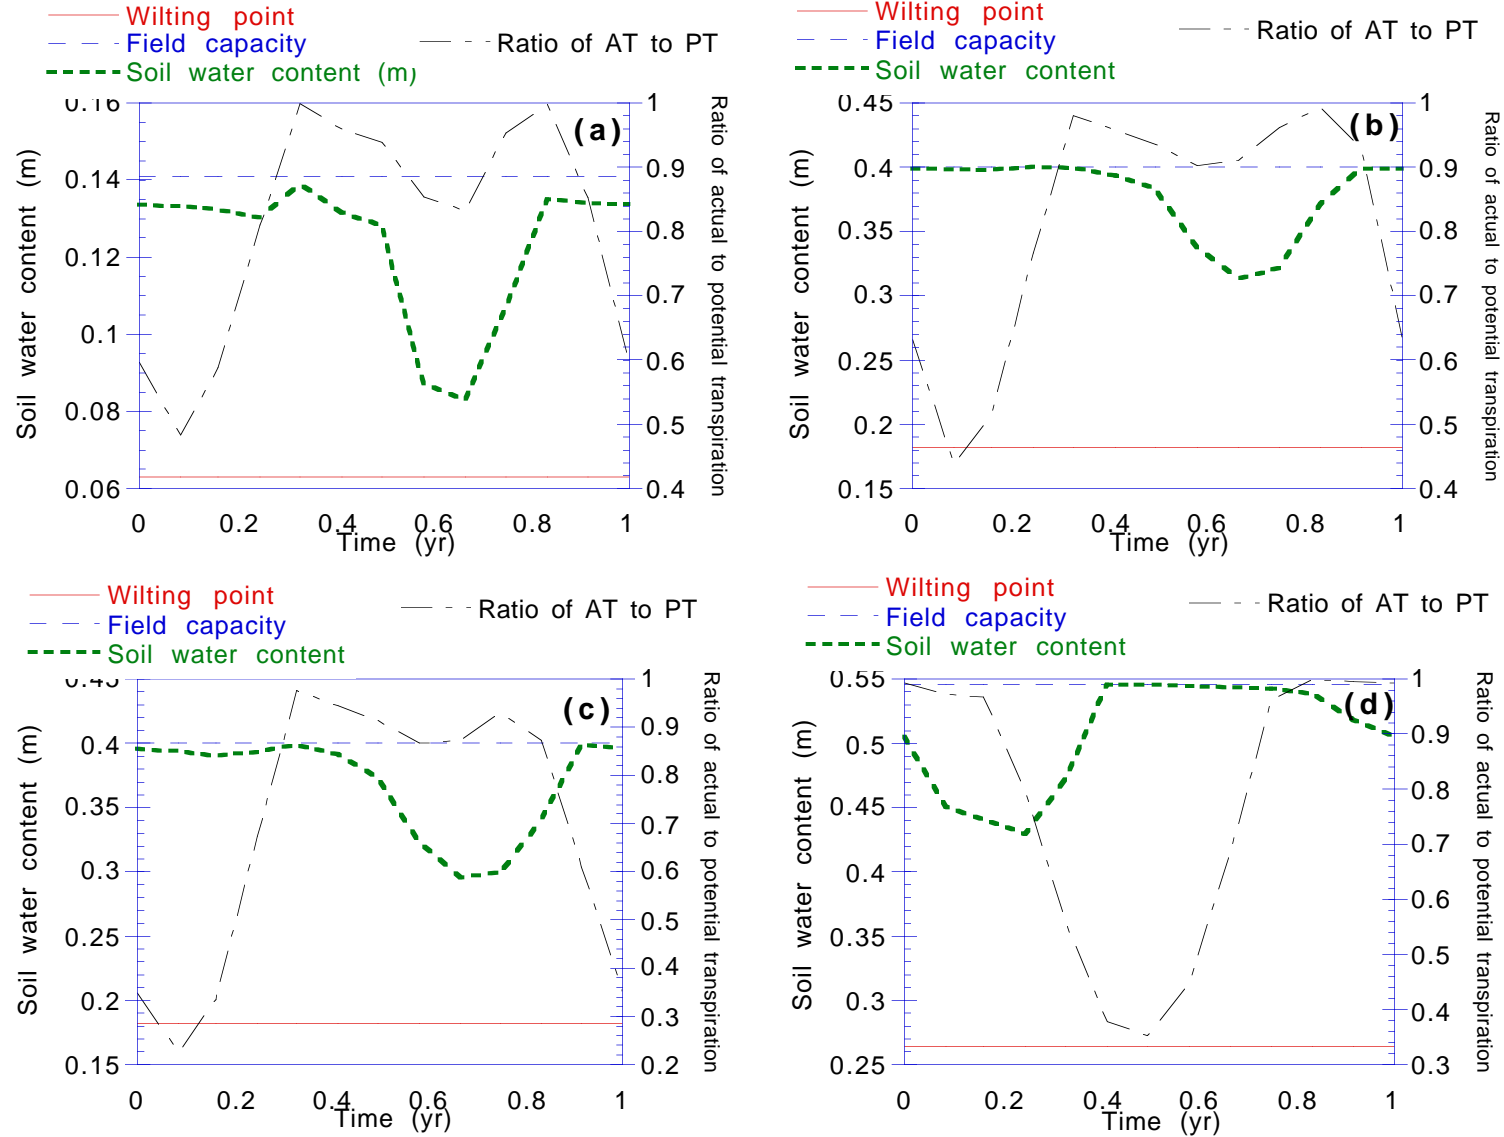 Wilting point
Field capacity
Soil water content (m)
Ratio of AT to PT
(a)
0.16
0.14
0.12
0.1
0.08
0.06
Soil water content (m)
1
0.9
0.8
0.7
0.6
0.5
0.4
Ratio of actual to potential transpiration
0 0.2 0.4 0.6 0.8 1
Time (yr)
Wilting point
Field capacity
Soil water content
Ratio of AT to PT
(b)
0.45
0.4
0.35
0.3
0.25
0.2
0.15
Soil water content (m)
1
0.9
0.8
0.7
0.6
0.5
0.4
Ratio of actual to potential transpiration
0 0.2 0.4 0.6 0.8 1
Time (yr)
Wilting point
Field capacity
Soil water content
Ratio of AT to PT
(c)
0.45
0.4
0.35
0.3
0.25
0.2
0.15
Soil water content (m)
1
0.9
0.8
0.7
0.6
0.5
0.4
0.3
0.2
Ratio of actual to potential transpiration
0 0.2 0.4 0.6 0.8 1
Time (yr)
Wilting point
Field capacity
Soil water content
Ratio of AT to PT
(d)
0.55
0.5
0.45
0.4
0.35
0.3
0.25
Soil water content (m)
1
0.9
0.8
0.7
0.6
0.5
0.4
0.3
Ratio of actual to potential transpiration
0 0.2 0.4 0.6 0.8 1
Time (yr)